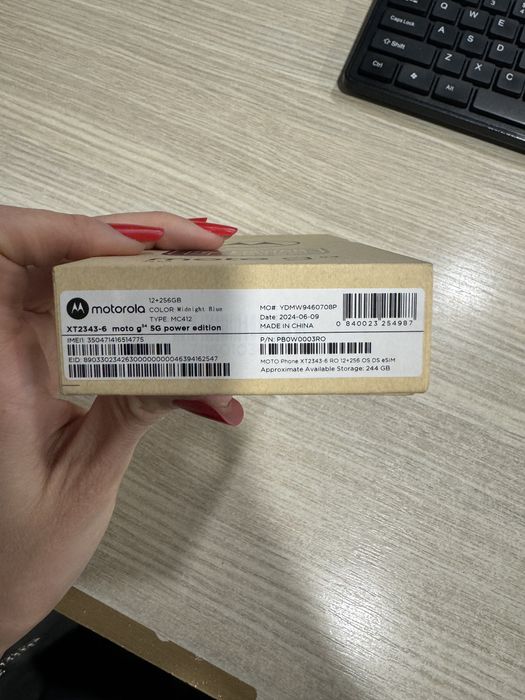 motorola
12+256GB
COLOR: Midnight Blue
TYPE: MC412
XT2343-6 moto g⁵⁴ 5G power edition
IMEI1: 350471416514775
EID: 89033023426300000000046394162547
MO#: YDMW9460708P
Date: 2024-06-09
MADE IN CHINA
0 840023 254987
P/N: PB0W0003RO
MOTO Phone XT2343-6 RO 12+256 OS DS eSIM
Approximate Available Storage: 244 GB
Q W E
Caps Lock A S D
Shift Z X C
Ctrl Alt